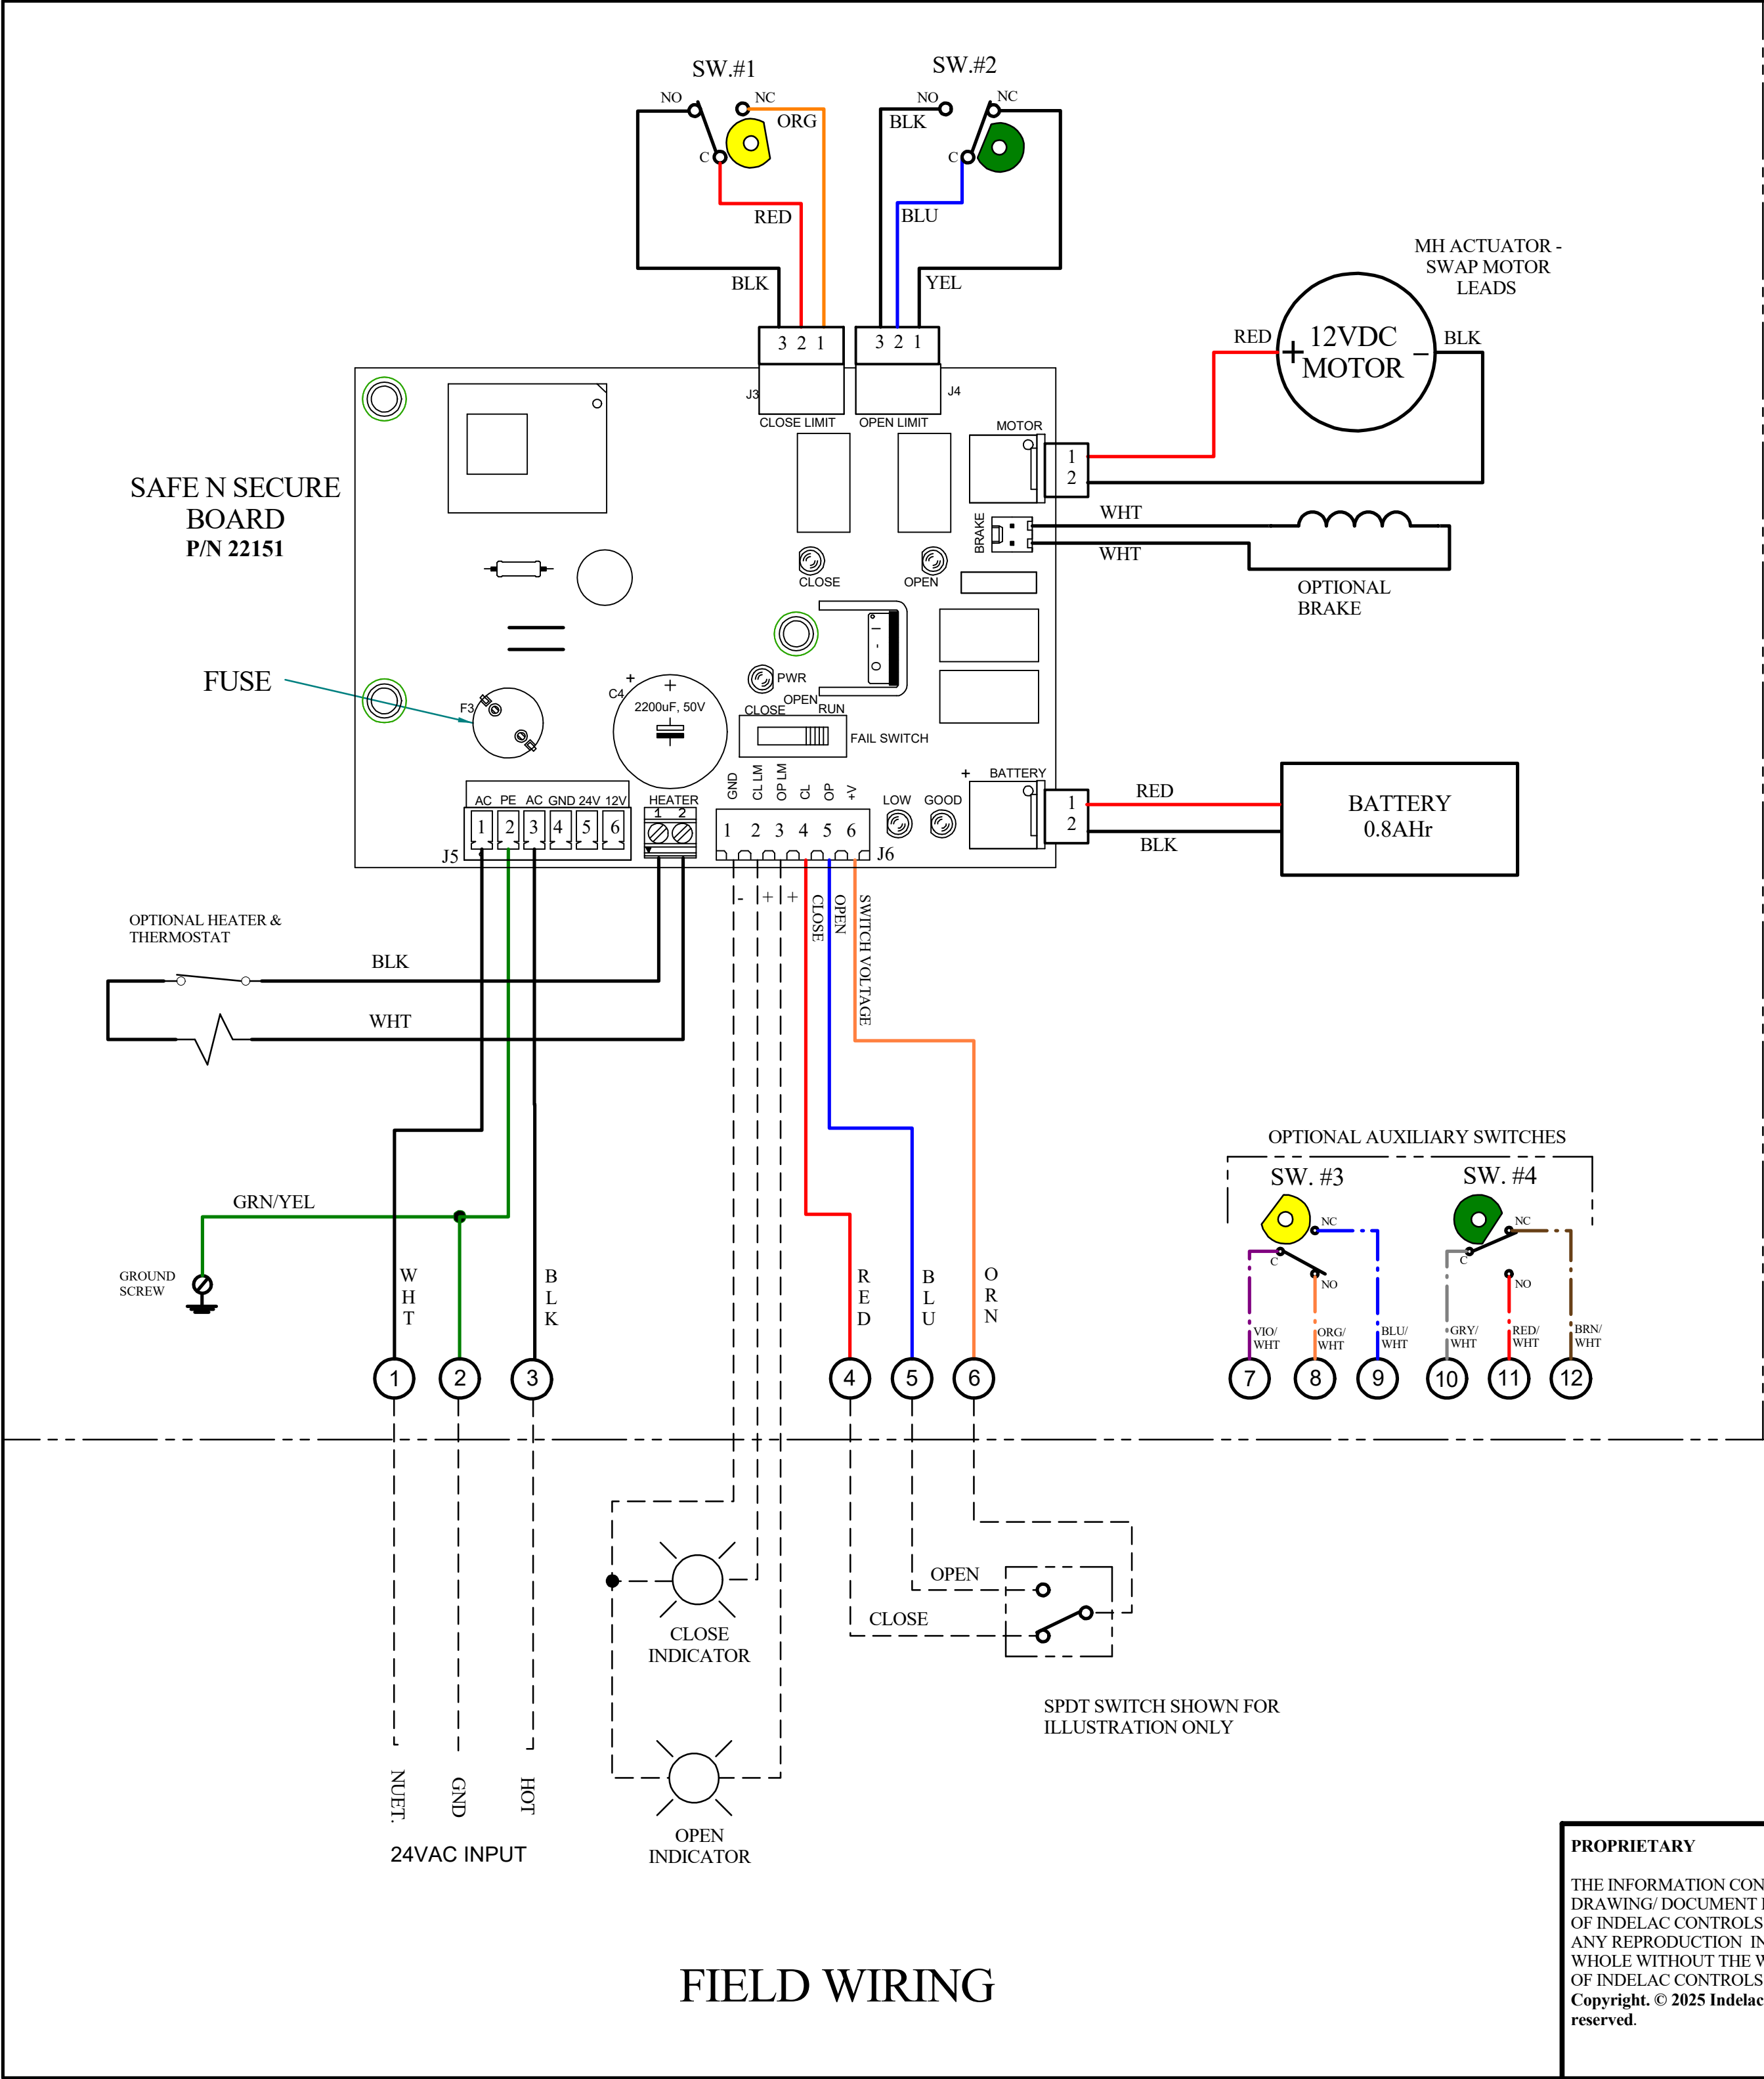 SW.#1
SW.#2
NO
NC
ORG
C
RED
BLK
NO
NC
BLK
C
BLU
YEL
3 2 1
3 2 1
J3
J4
CLOSE LIMIT
OPEN LIMIT
MH ACTUATOR -
SWAP MOTOR
LEADS
RED
+ 12VDC –
MOTOR
BLK
MOTOR
1
2
SAFE N SECURE
BOARD
P/N 22151
BRAKE
WHT
WHT
OPTIONAL
BRAKE
CLOSE
OPEN
I - O
FUSE
F3
PWR
C4
+
+
2200uF, 50V
CLOSE
OPEN
RUN
FAIL SWITCH
GND
CL LM
OP LM
CL
OP
+V
+
BATTERY
1
2
RED
BLK
BATTERY
0.8AHr
LOW
GOOD
AC PE AC GND 24V 12V
1 2 3 4 5 6
J5
HEATER
1 2
1 2 3 4 5 6
J6
- + +
CLOSE
OPEN
SWITCH VOLTAGE
OPTIONAL HEATER &
THERMOSTAT
BLK
WHT
GRN/YEL
GROUND
SCREW
WHT
BLK
RED
BLU
ORN
OPTIONAL AUXILIARY SWITCHES
SW. #3
SW. #4
NC
C
NO
NC
C
NO
VIO/
WHT
ORG/
WHT
BLU/
WHT
GRY/
WHT
RED/
WHT
BRN/
WHT
1 2 3 4 5 6 7 8 9 10 11 12
OPEN
CLOSE
CLOSE
INDICATOR
SPDT SWITCH SHOWN FOR
ILLUSTRATION ONLY
NUET.
GND
HOT
24VAC INPUT
OPEN
INDICATOR
FIELD WIRING
PROPRIETARY
THE INFORMATION CON
DRAWING/ DOCUMENT
OF INDELAC CONTROLS
ANY REPRODUCTION IN
WHOLE WITHOUT THE
OF INDELAC CONTROLS
Copyright. © 2025 Indelac
reserved.